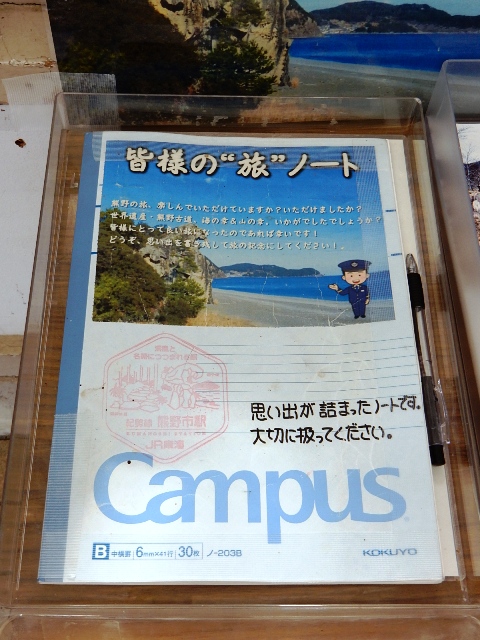 皆様の“旅”ノート
熊野の旅、楽しんでいただけていますか？いただけましたか？
世界遺産・熊野古道、海の幸&山の幸、いかがでしたでしょうか？
皆様にとって良い旅になったのであれば幸いです！
どうぞ、思い出を書き残して旅の記念にしてください！。
紀勢線 熊野市駅
JR東海
思い出が詰まったノートです。
大切に扱ってください。
Campus
B 中横罫 6mm×41行 30枚 ノ-203B
KOKUYO